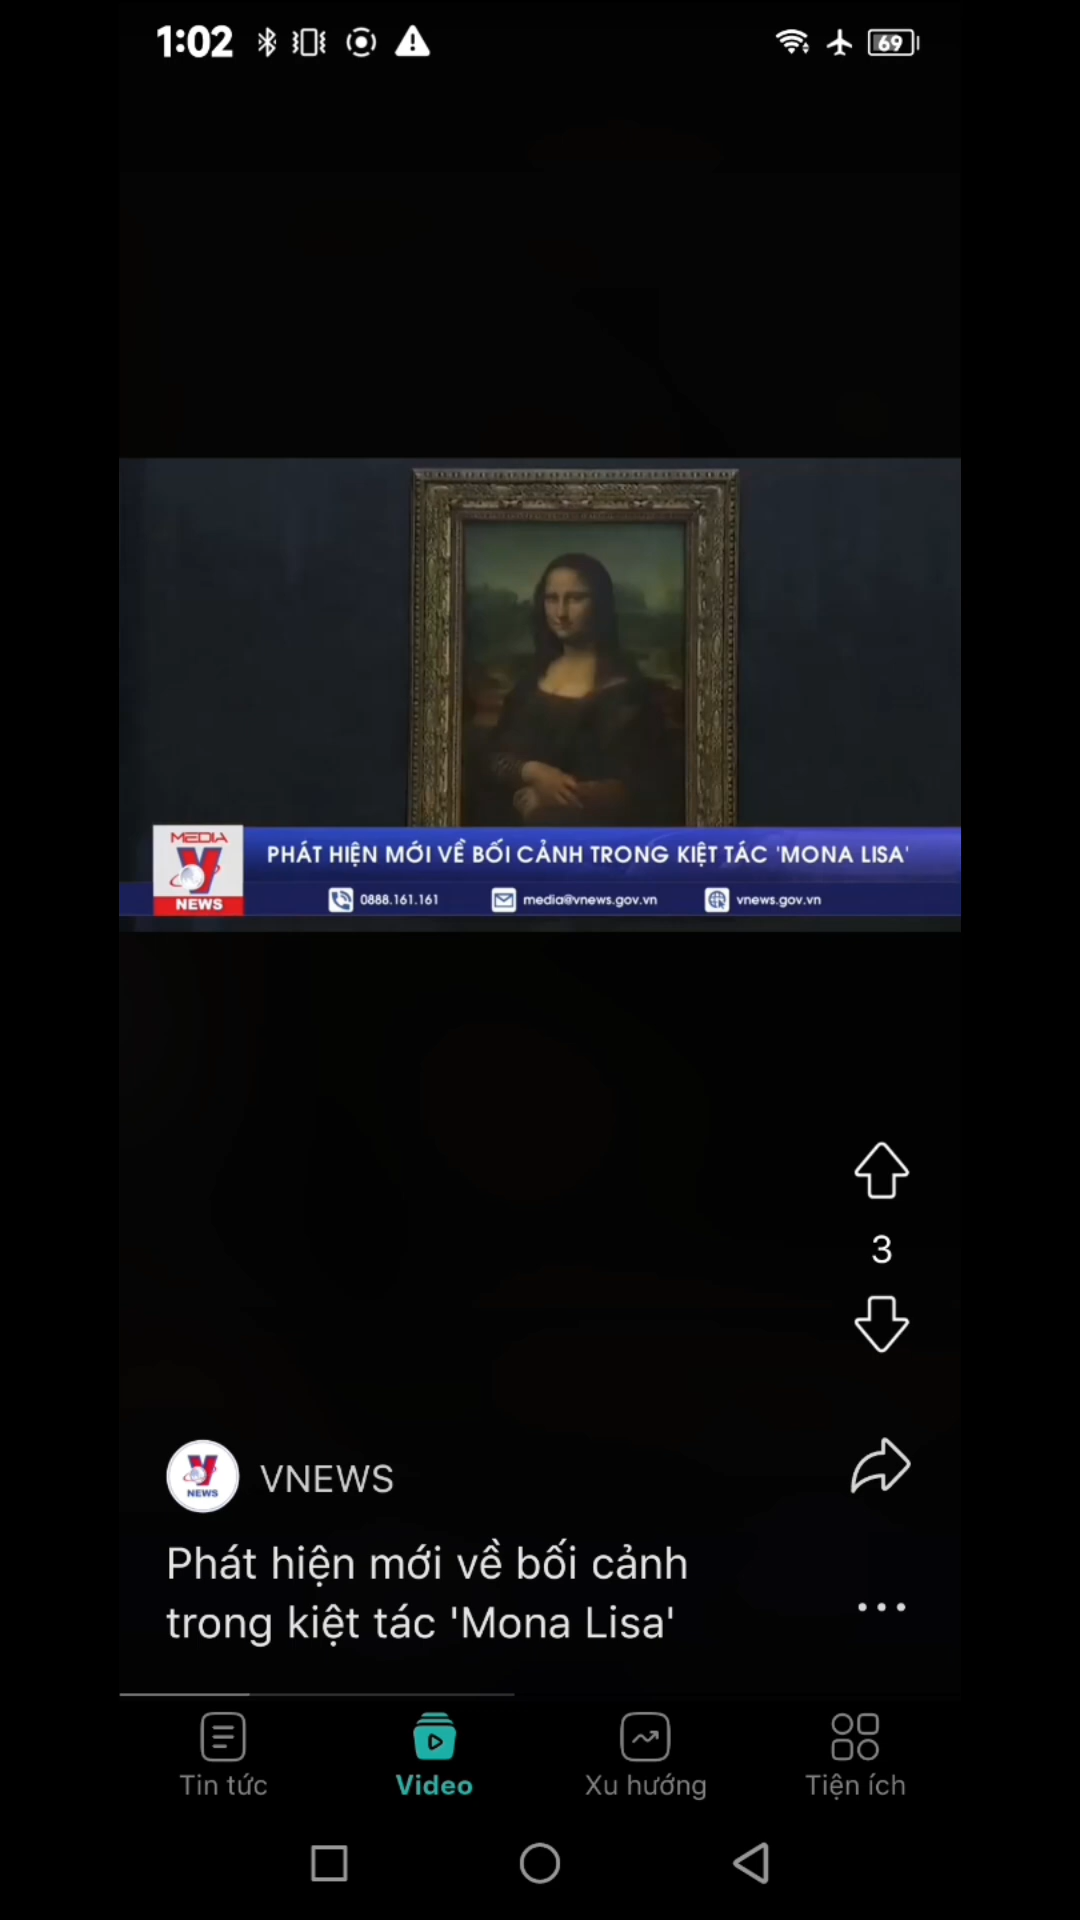 1:02
69
MEDIA
NEWS
PHÁT HIỆN MỚI VỀ BỐI CẢNH TRONG KIỆT TÁC 'MONA LISA'
0888.161.161 media@vnews.gov.vn vnews.gov.vn
3
NEWS
VNEWS
Phát hiện mới về bối cảnh
trong kiệt tác 'Mona Lisa'
Tin tức Video Xu hướng Tiện ích